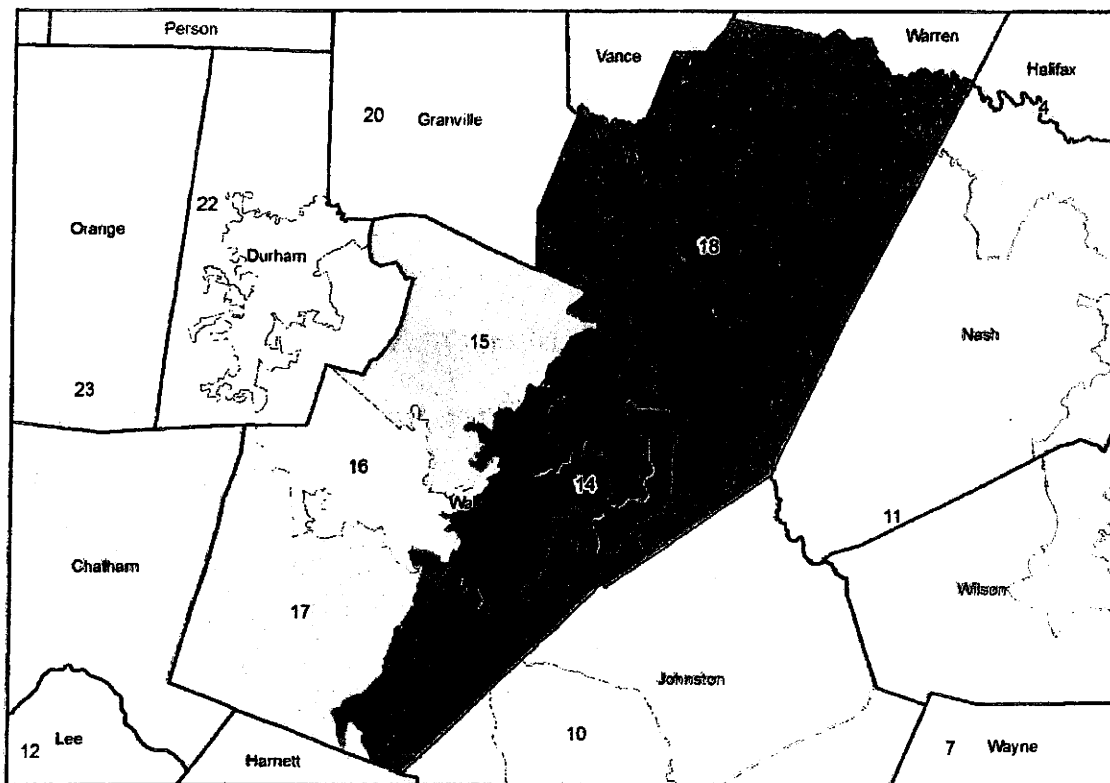 Person
Vance
Warren
Halifax
4
20
Granville
22
Orange
Durham
18
15
Nash
23
16
14
Wa
11
Chatham
17
Wilson
Johnston
12
Lee
10
Harnett
7
Wayne